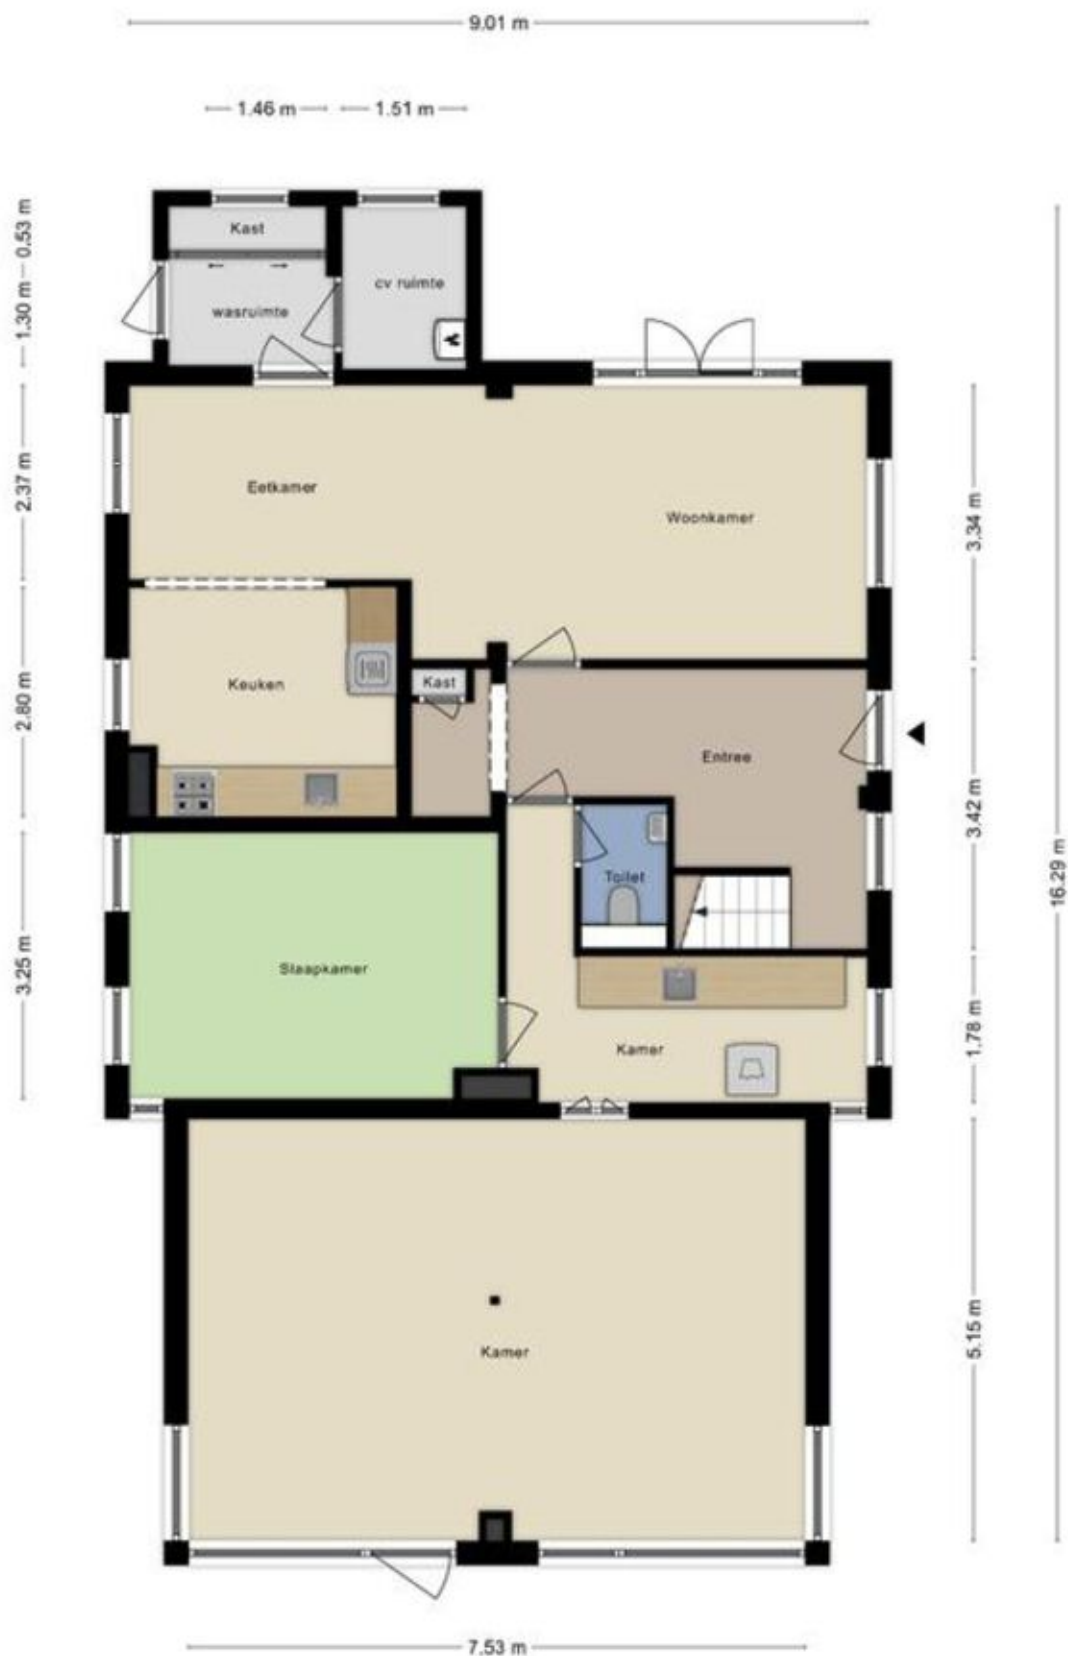 9.01 m
1.46 m
1.51 m
0.53 m
1.30 m
Kast
cv ruimte
wasruimte
2.37 m
Eetkamer
Woonkamer
3.34 m
2.80 m
Keuken
Kast
Entree
3.42 m
16.29 m
Toilet
3.25 m
Slaapkamer
Kamer
1.78 m
5.15 m
Kamer
7.53 m